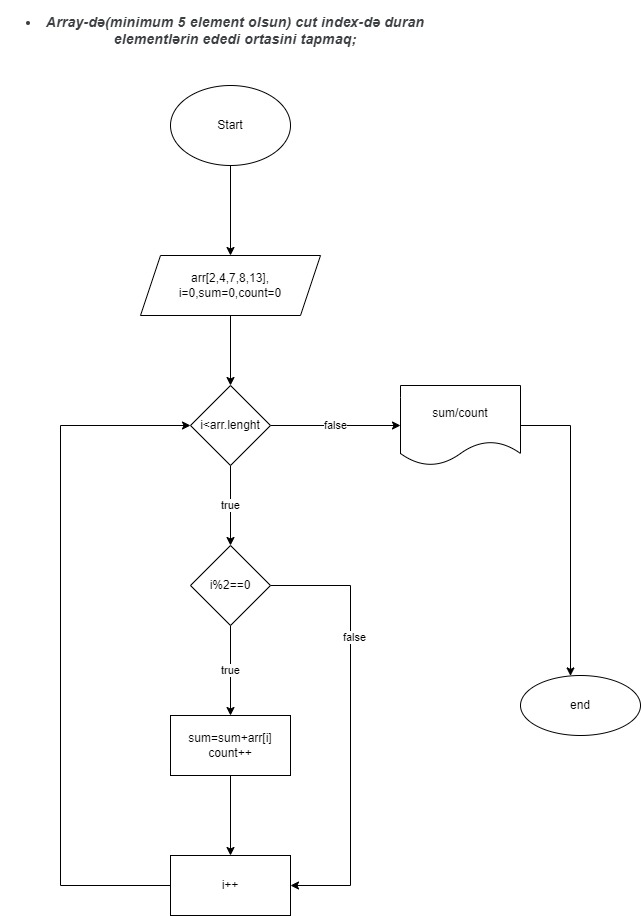 Array-də(minimum 5 element olsun) cut index-də duran
elementlərin ededi ortasini tapmaq;
Start
arr[2,4,7,8,13],
i=0,sum=0,count=0
i<arr.lenght
false
sum/count
true
i%2==0
false
true
end
sum=sum+arr[i]
count++
i++